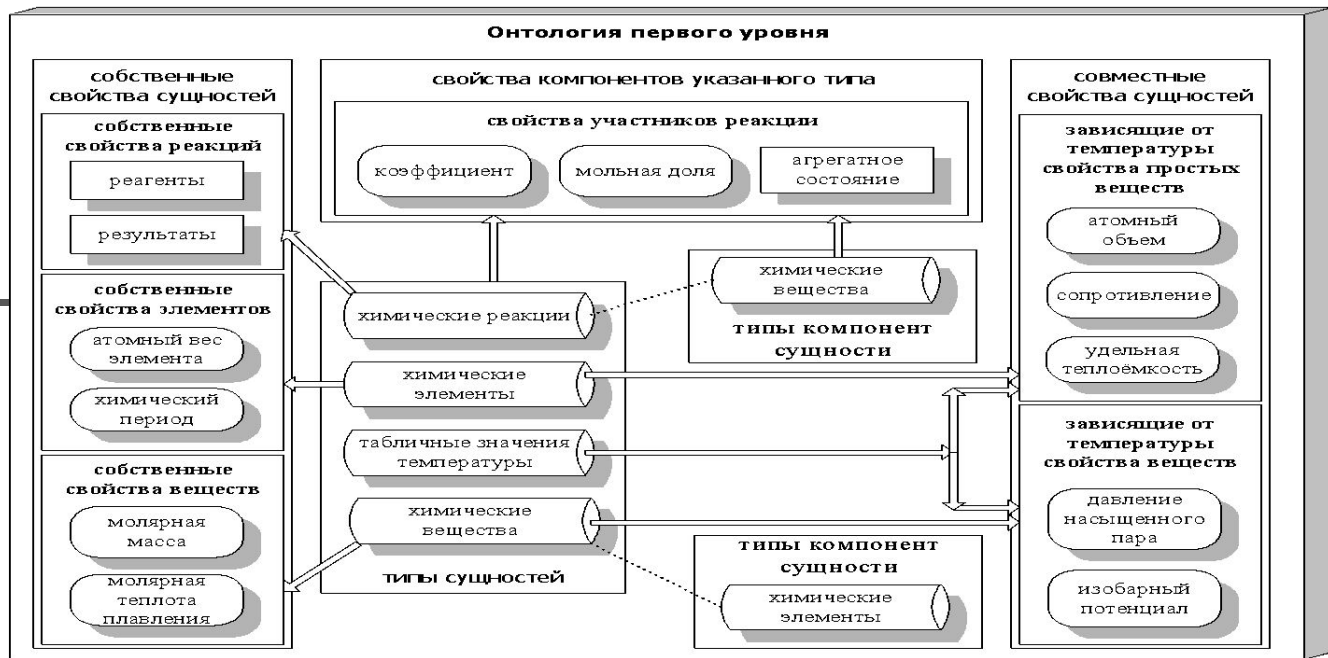 Онтология первого уровня
собственные
свойства сущностей
собственные
свойства реакций
реагенты
результаты
собственные
свойства элементов
атомный вес
элемента
химический
период
собственные
свойства веществ
молярная
масса
молярная
теплота
плавления
свойства компонентов указанного типа
свойства участников реакции
коэффициент
мольная доля
агрегатное
состояние
химические
вещества
типы компонент
сущности
химические реакции
химические
элементы
табличные значения
температуры
химические
вещества
типы сущностей
типы компонент
сущности
химические
элементы
совместные
свойства сущностей
зависящие от
температуры
свойства простых
веществ
атомный
объем
сопротивление
удельная
теплоёмкость
зависящие от
температуры
свойства веществ
давление
насыщенного
пара
изобарный
потенциал